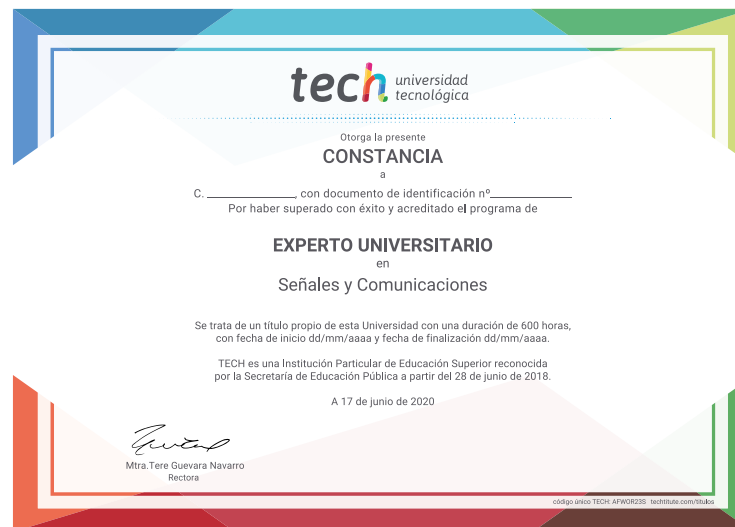 tech universidad
tecnológica
Otorga la presente
CONSTANCIA
a
C. ________________, con documento de identificación nº______________
Por haber superado con éxito y acreditado el programa de
EXPERTO UNIVERSITARIO
en
Señales y Comunicaciones
Se trata de un título propio de esta Universidad con una duración de 600 horas,
con fecha de inicio dd/mm/aaaa y fecha de finalización dd/mm/aaaa.
TECH es una Institución Particular de Educación Superior reconocida
por la Secretaría de Educación Pública a partir del 28 de junio de 2018.
A 17 de junio de 2020
Mtra.Tere Guevara Navarro
Rectora
código único TECH: AFWOR23S techtitute.com/titulos